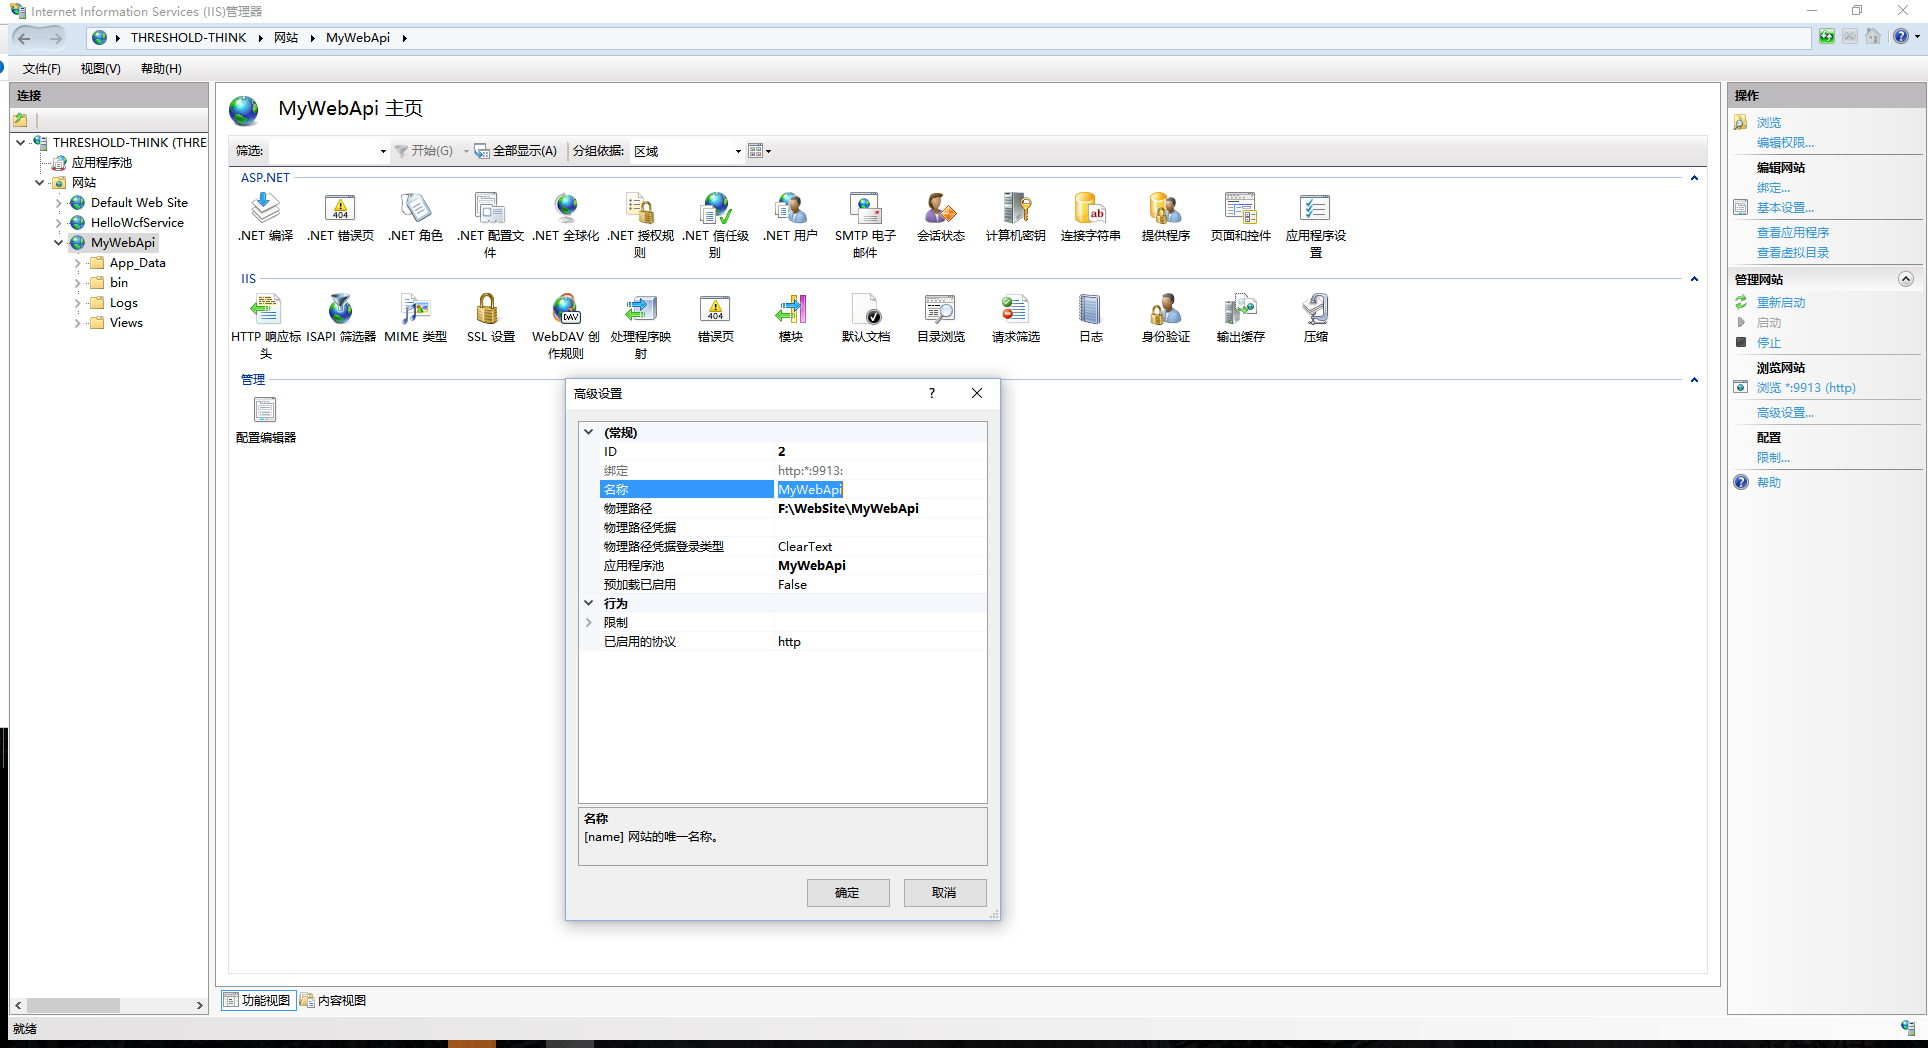 Internet Information Services (IIS)管理器
THRESHOLD-THINK 网站 MyWebApi
文件(F) 视图(V) 帮助(H)
连接
THRESHOLD-THINK (THRE
应用程序池
网站
Default Web Site
HelloWcfService
MyWebApi
App_Data
bin
Logs
Views
MyWebApi 主页
筛选: 开始(G) 全部显示(A) 分组依据: 区域
ASP.NET
.NET 编译
.NET 错误页
.NET 角色
.NET 配置文
件
.NET 全球化
.NET 授权规
则
.NET 信任级
别
.NET 用户
SMTP 电子
邮件
会话状态
计算机密钥
连接字符串
提供程序
页面和控件
应用程序设
置
IIS
HTTP 响应标
头
ISAPI 筛选器
MIME 类型
SSL 设置
WebDAV 创
作规则
处理程序映
射
错误页
模块
默认文档
目录浏览
请求筛选
日志
身份验证
输出缓存
压缩
管理
配置编辑器
高级设置
(常规)
ID 2
绑定 http:*:9913:
名称 MyWebApi
物理路径 F:\WebSite\MyWebApi
物理路径凭据
物理路径凭据登录类型 ClearText
应用程序池 MyWebApi
预加载已启用 False
行为
限制
已启用的协议 http
名称
[name] 网站的唯一名称。
确定 取消
功能视图 内容视图
就绪
操作
浏览
编辑权限...
编辑网站
绑定...
基本设置...
查看应用程序
查看虚拟目录
管理网站
重新启动
启动
停止
浏览网站
浏览 *:9913 (http)
高级设置...
配置
限制...
帮助